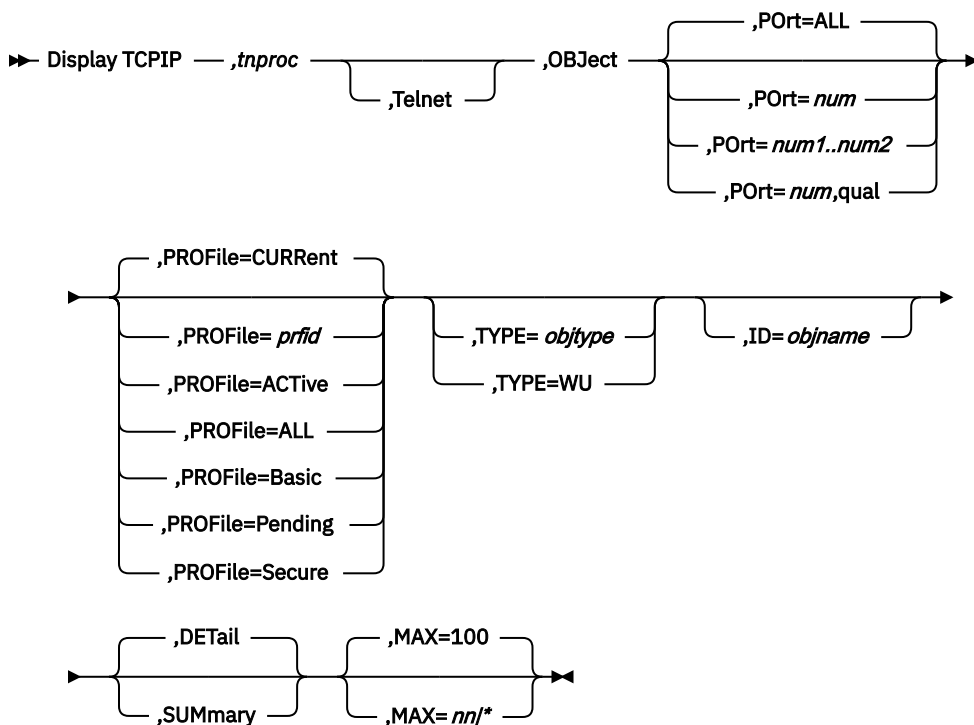 ,POrt=ALL
Display TCPIP ,tnproc ,OBJect
,Telnet
,POrt= num
,POrt= num1..num2
,POrt= num,qual
,PROFile=CURRent
,PROFile= prfid
,PROFile=ACTive
,PROFile=ALL
,PROFile=Basic
,PROFile=Pending
,PROFile=Secure
,TYPE= objtype
,TYPE=WU
,ID= objname
,DETail
,SUMmary
,MAX=100
,MAX= nn/*